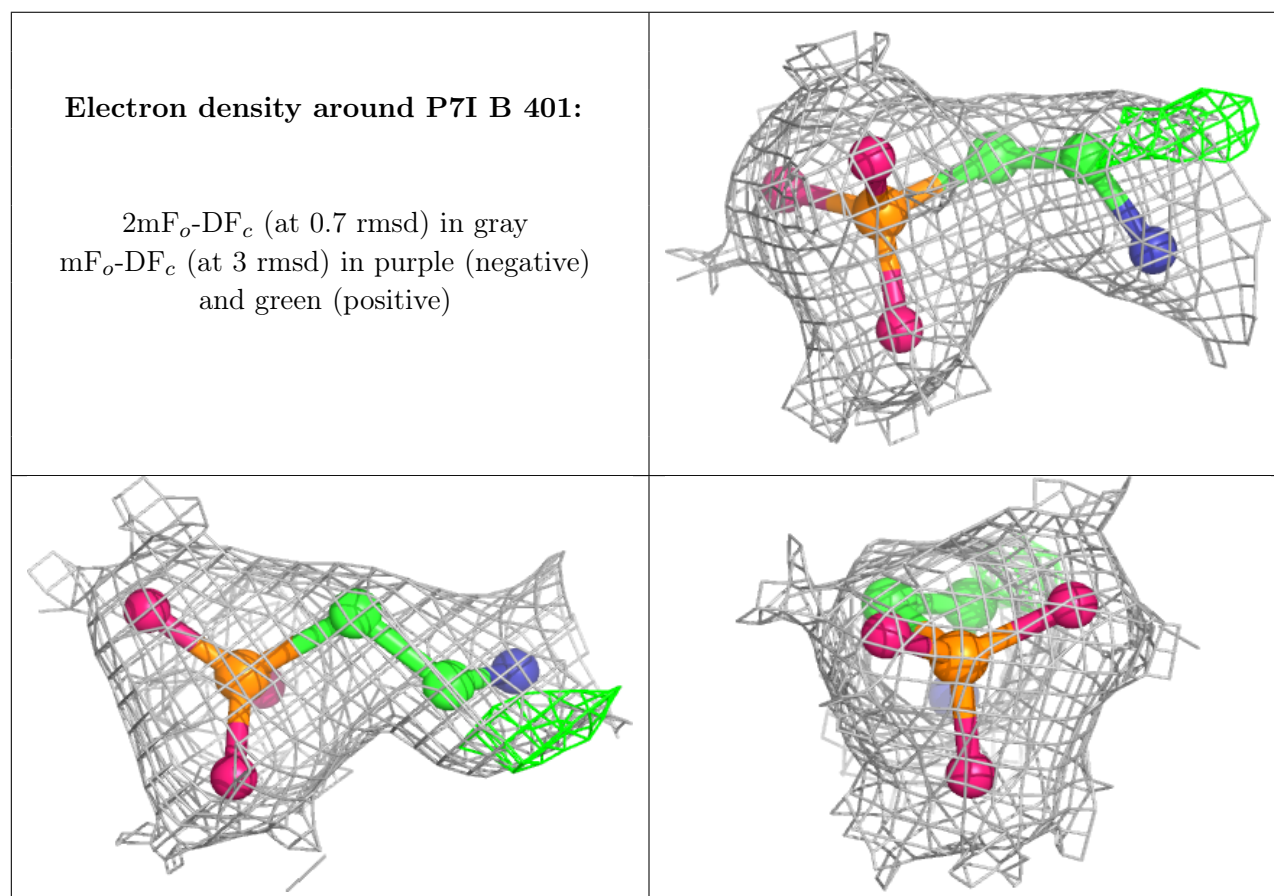 Electron density around P7I B 401:
2mFₒ-DF𝒸 (at 0.7 rmsd) in gray
mFₒ-DF𝒸 (at 3 rmsd) in purple (negative)
and green (positive)